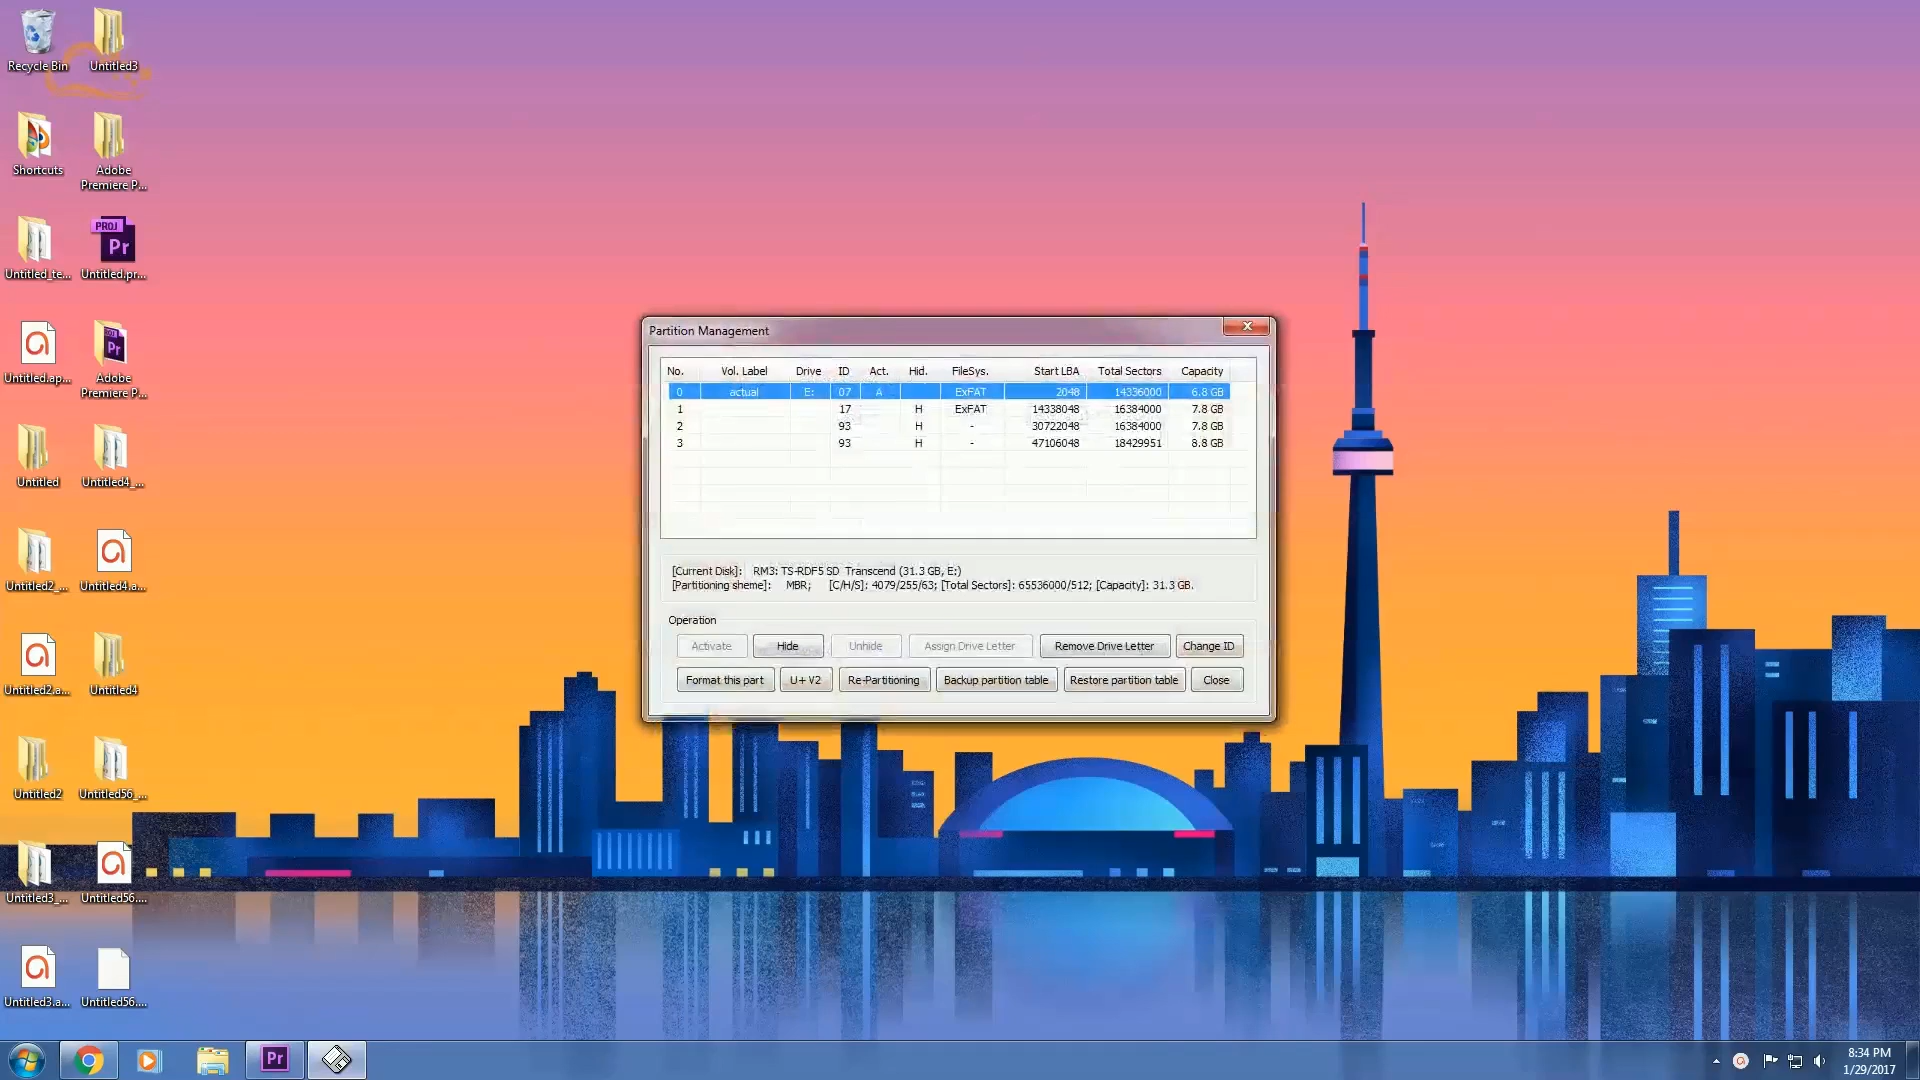 Recycle Bin
Untitled3
Shortcuts
Adobe
Premiere P...
PROJ
Pr
Untitled_te...
Untitled.pr...
Pr
Untitled.ap...
Adobe
Premiere P...
Untitled
Untitled4_...
Untitled2_...
Untitled4.a...
Untitled2.a...
Untitled4
Untitled2
Untitled56_...
Untitled3_...
Untitled56....
Untitled3.a...
Untitled56....
Partition Management
No. Vol. Label Drive ID Act. Hid. FileSys. Start LBA Total Sectors Capacity
0 actual E: 07 A ExFAT 2048 14336000 6.8 GB
1 17 H ExFAT 14338048 16384000 7.8 GB
2 93 H - 30722048 16384000 7.8 GB
3 93 H - 47106048 18429951 8.8 GB
[Current Disk]: RM3: TS-RDF5 SD Transcend (31.3 GB, E:)
[Partitioning sheme]: MBR; [C/H/S]: 4079/255/63; [Total Sectors]: 65536000/512; [Capacity]: 31.3 GB.
Operation
Activate Hide Unhide Assign Drive Letter Remove Drive Letter Change ID
Format this part U+ V2 Re-Partitioning Backup partition table Restore partition table Close
Pr
8:34 PM
1/29/2017